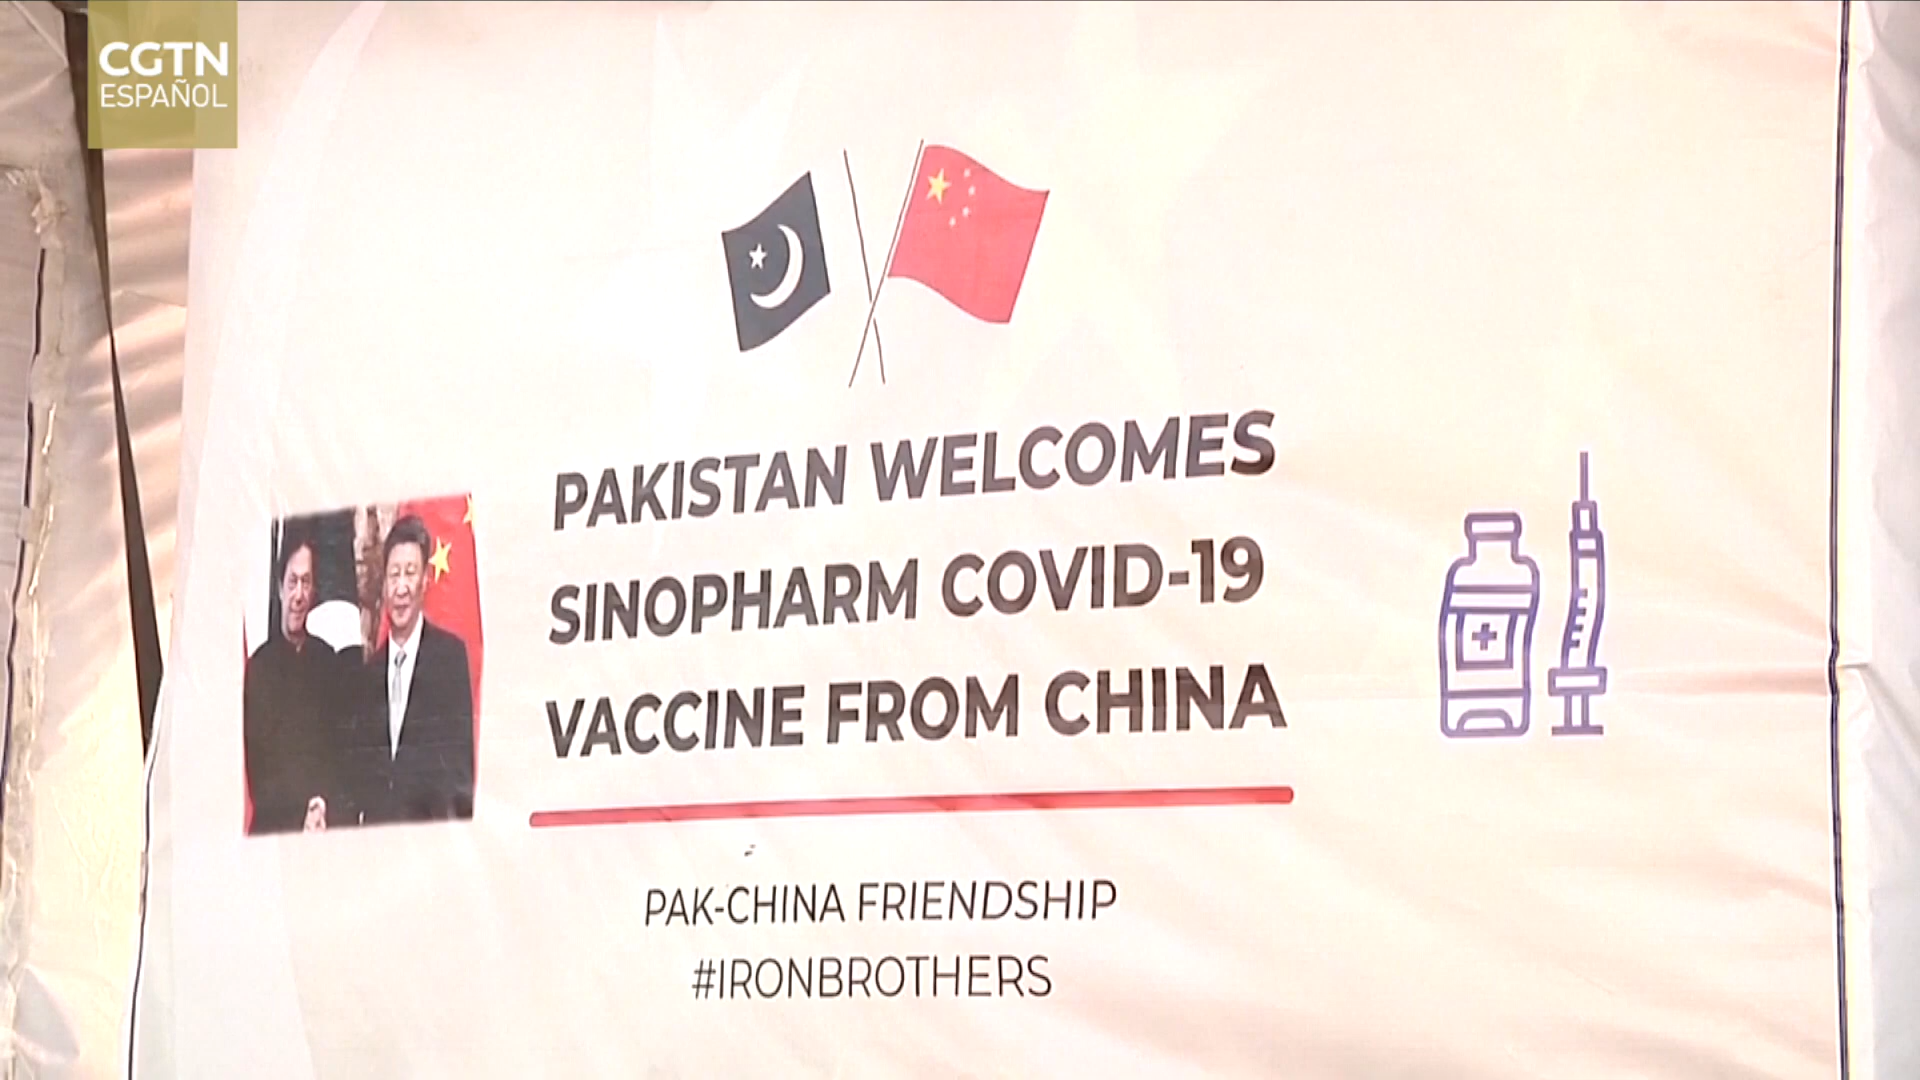 CGTN
ESPAÑOL
PAKISTAN WELCOMES
SINOPHARM COVID-19
VACCINE FROM CHINA
PAK-CHINA FRIENDSHIP
#IRONBROTHERS